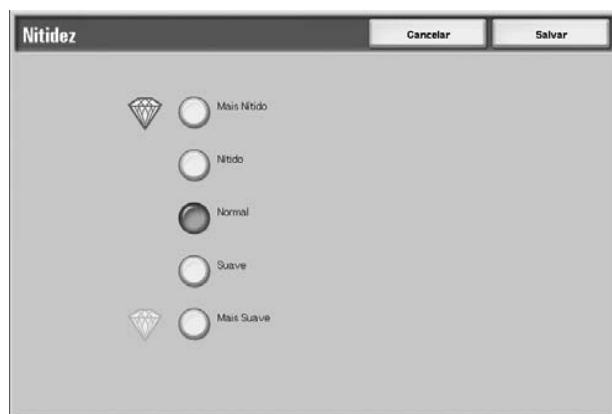 Nitidez
Cancelar
Salvar
Mais Nítido
Nítido
Normal
Suave
Mais Suave